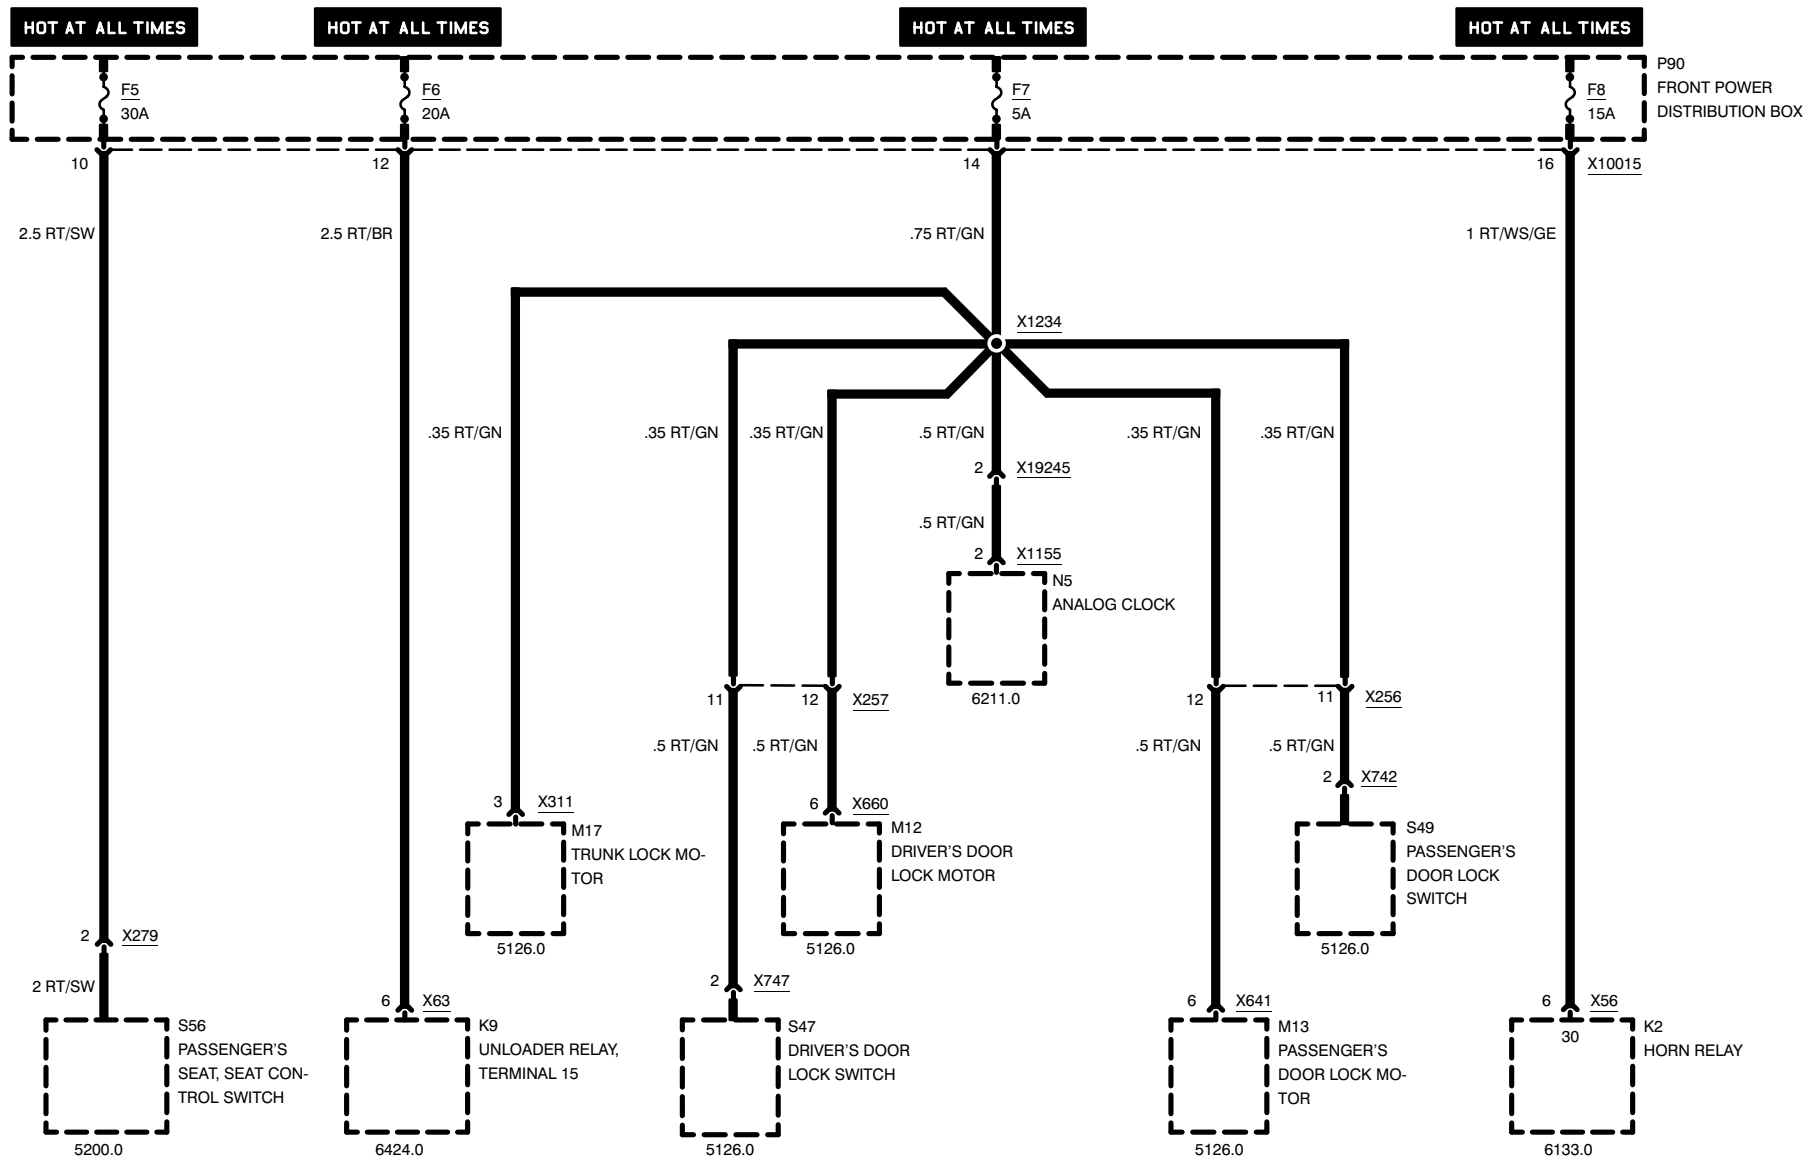 HOT AT ALL TIMES
HOT AT ALL TIMES
HOT AT ALL TIMES
HOT AT ALL TIMES
F5
30A
F6
20A
F7
5A
F8
15A
P90
FRONT POWER
DISTRIBUTION BOX
10
12
14
16
X10015
2.5 RT/SW
2.5 RT/BR
.75 RT/GN
1 RT/WS/GE
X1234
.35 RT/GN
.35 RT/GN
.35 RT/GN
.5 RT/GN
.35 RT/GN
.35 RT/GN
2
X19245
.5 RT/GN
2
X1155
N5
ANALOG CLOCK
6211.0
11
12
X257
12
11
X256
.5 RT/GN
.5 RT/GN
.5 RT/GN
.5 RT/GN
2
X742
3
X311
6
X660
M17
TRUNK LOCK MO-
TOR
5126.0
M12
DRIVER'S DOOR
LOCK MOTOR
5126.0
S49
PASSENGER'S
DOOR LOCK
SWITCH
5126.0
2
X279
2 RT/SW
6
X63
2
X747
6
X641
6
X56
S56
PASSENGER'S
SEAT, SEAT CON-
TROL SWITCH
5200.0
K9
UNLOADER RELAY,
TERMINAL 15
6424.0
S47
DRIVER'S DOOR
LOCK SWITCH
5126.0
M13
PASSENGER'S
DOOR LOCK MO-
TOR
5126.0
30
K2
HORN RELAY
6133.0